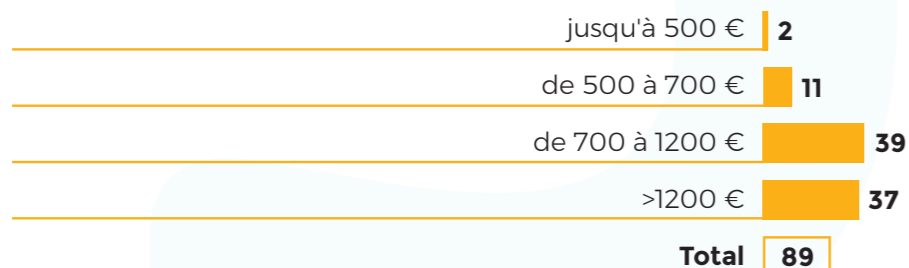 jusqu'à 500 € 2
de 500 à 700 € 11
de 700 à 1200 € 39
>1200 € 37
Total 89